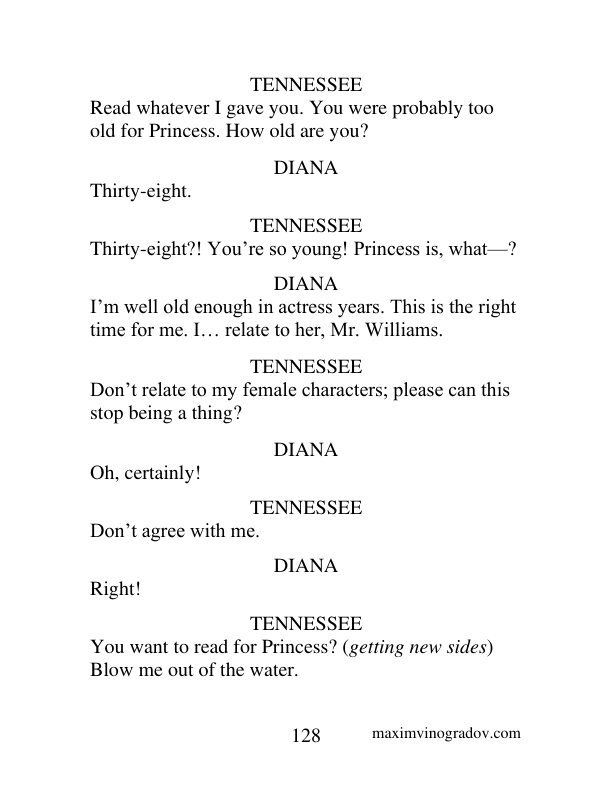 TENNESSEE
Read whatever I gave you. You were probably too
old for Princess. How old are you?
DIANA
Thirty-eight.
TENNESSEE
Thirty-eight?! You’re so young! Princess is, what—?
DIANA
I’m well old enough in actress years. This is the right
time for me. I… relate to her, Mr. Williams.
TENNESSEE
Don’t relate to my female characters; please can this
stop being a thing?
DIANA
Oh, certainly!
TENNESSEE
Don’t agree with me.
DIANA
Right!
TENNESSEE
You want to read for Princess? (getting new sides)
Blow me out of the water.
128 maximvinogradov.com